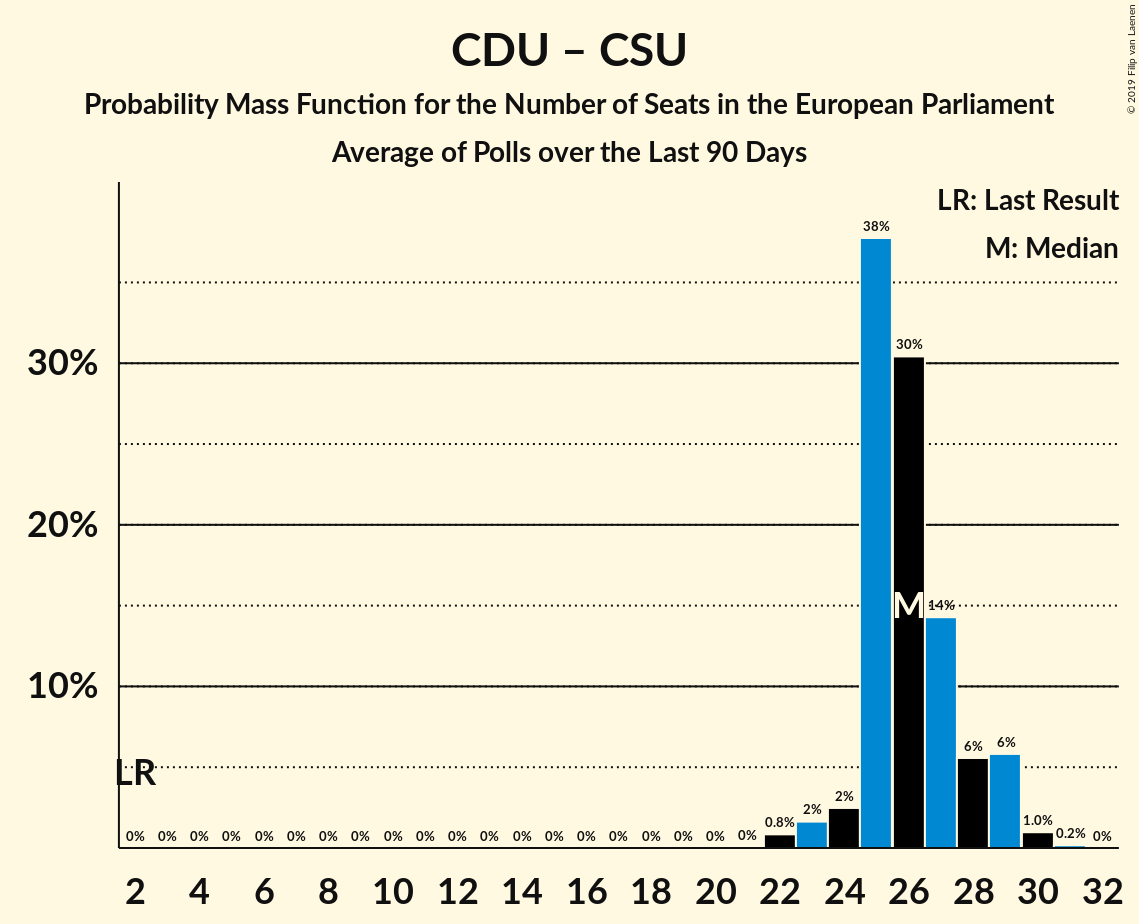 CDU – CSU
Probability Mass Function for the Number of Seats in the European Parliament
Average of Polls over the Last 90 Days
© 2019 Filip van Laenen
LR: Last Result
M: Median
30%
20%
10%
LR
M
0% 0% 0% 0% 0% 0% 0% 0% 0% 0% 0% 0% 0% 0% 0% 0% 0% 0% 0% 0% 0.8% 2% 2% 38% 30% 14% 6% 6% 1.0% 0.2% 0%
2 4 6 8 10 12 14 16 18 20 22 24 26 28 30 32